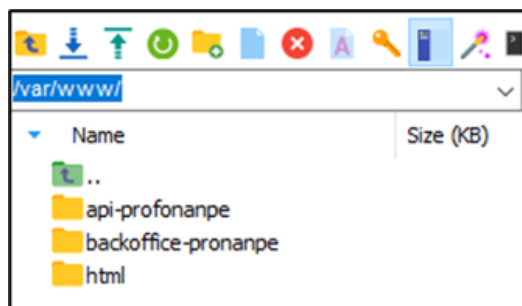 /var/www/
Name Size (KB)
..
api-profonanpe
backoffice-pronanpe
html